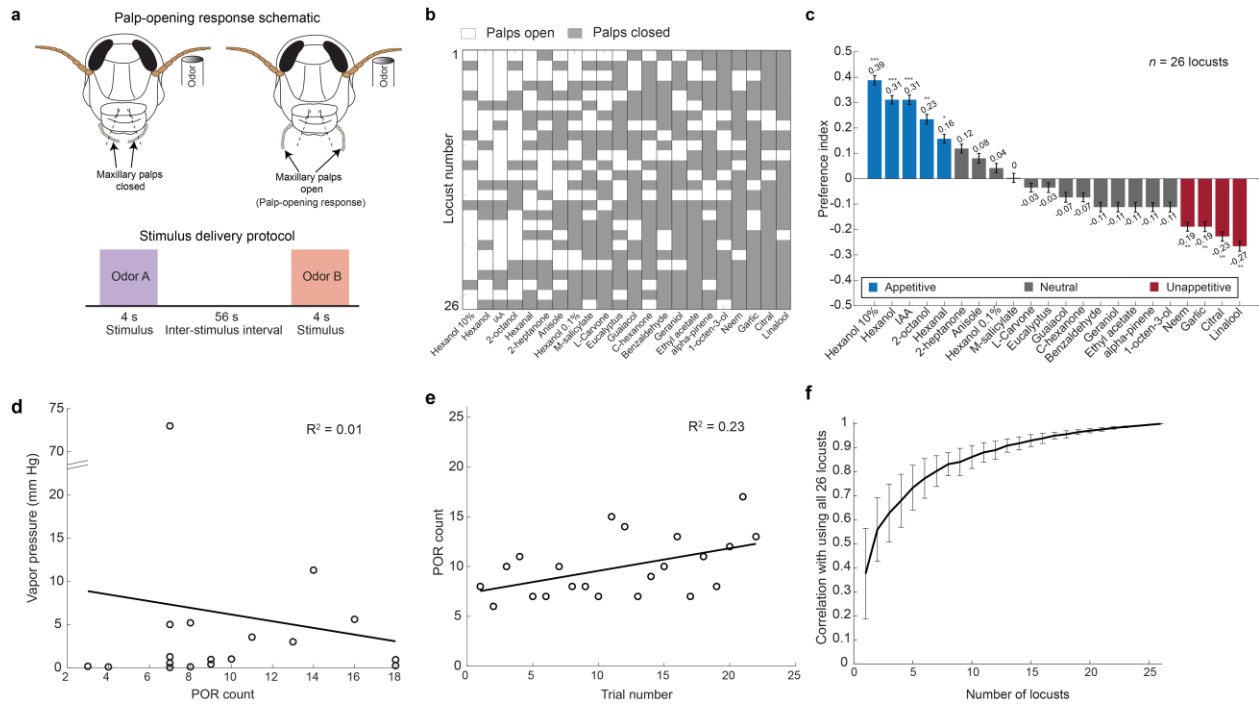 a
Palp-opening response schematic
Odor
Odor
Maxillary palps
closed
Maxillary palps
open
(Palp-opening response)
Stimulus delivery protocol
Odor A
Odor B
4 s
Stimulus
56 s
Inter-stimulus interval
4 s
Stimulus
b
Palps open
Palps closed
1
Locust number
26
Hexanol 10%
Hexanol
IAA
2-octanol
Hexanal
2-heptanone
Anisole
Hexanol 0.1%
M-salicylate
L-Carvone
Eucalyptus
Guaiacol
C-hexanone
Benzaldehyde
Geraniol
Ethyl acetate
alpha-pinene
1-octen-3-ol
Neem
Garlic
Citral
Linalool
c
n = 26 locusts
Preference index
0.5
0.4
0.3
0.2
0.1
0
-0.1
-0.2
-0.3
-0.4
-0.5
***
0.39
***
0.31
***
0.31
**
0.23
*
0.16
0.12
0.08
0.04
0
-0.03
-0.03
-0.07
-0.07
-0.11
-0.11
-0.11
-0.11
-0.11
-0.19
**
-0.19
**
-0.23
**
-0.27
**
Appetitive
Neutral
Unappetitive
Hexanol 10%
Hexanol
IAA
2-octanol
Hexanal
2-heptanone
Anisole
Hexanol 0.1%
M-salicylate
L-Carvone
Eucalyptus
Guaiacol
C-hexanone
Benzaldehyde
Geraniol
Ethyl acetate
alpha-pinene
1-octen-3-ol
Neem
Garlic
Citral
Linalool
d
R² = 0.01
Vapor pressure (mm Hg)
75
70
20
15
10
5
0
2
4
6
8
10
12
14
16
18
POR count
e
R² = 0.23
POR count
25
20
15
10
5
0
0
5
10
15
20
25
Trial number
f
Correlation with using all 26 locusts
1
0.9
0.8
0.7
0.6
0.5
0.4
0.3
0.2
0.1
0
0
5
10
15
20
25
Number of locusts